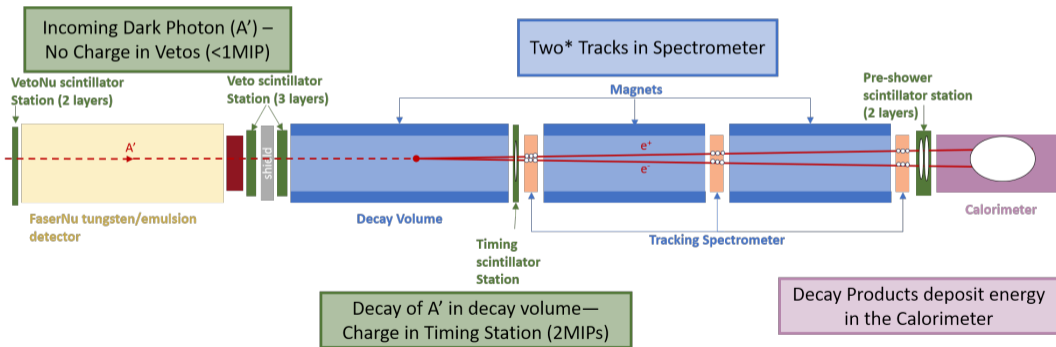 Incoming Dark Photon (A’) –
No Charge in Vetos (<1MIP)
Two* Tracks in Spectrometer
VetoNu scintillator
Station (2 layers)
Veto scintillator
Station (3 layers)
Magnets
Pre-shower
scintillator station
(2 layers)
A’
shield
e⁺
e⁻
FaserNu tungsten/emulsion
detector
Decay Volume
Timing
scintillator
Station
Tracking Spectrometer
Calorimeter
Decay of A’ in decay volume—
Charge in Timing Station (2MIPs)
Decay Products deposit energy
in the Calorimeter